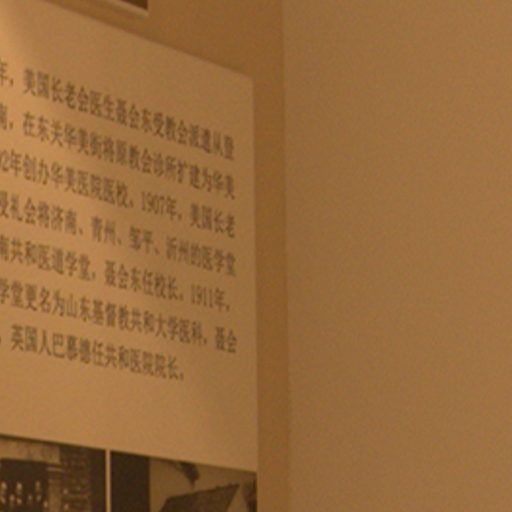 年，美国长老会医生聂会东受教会派遣从登
南，在东关华美街将原教会诊所扩建为华美
02年创办华美医院医校，1907年，美国长老
浸礼会将济南、青州、邹平、沂州的医学堂
南共和医道学堂，聂会东任校长。1911年，
学堂更名为山东基督教共和大学医科，聂会
，英国人巴慕德任共和医院院长。